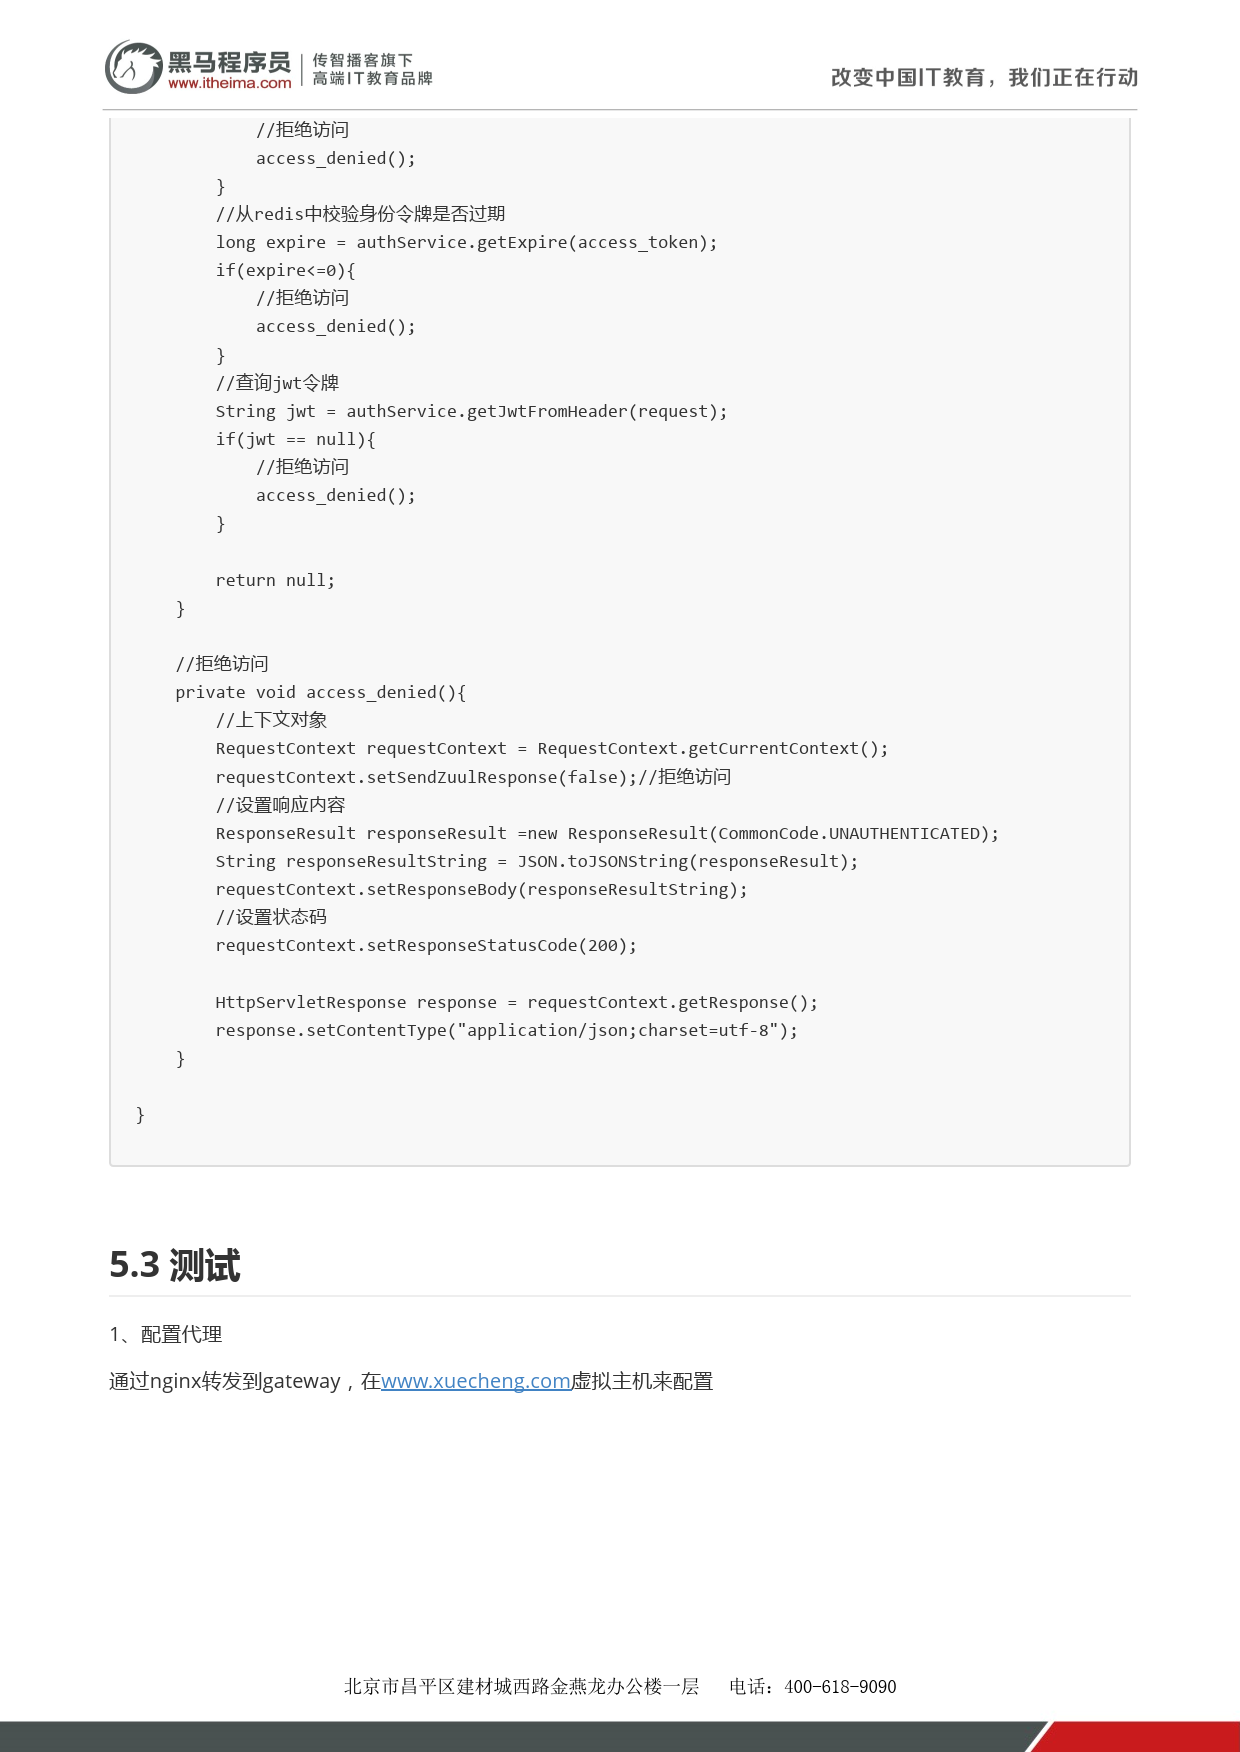 黑马程序员
www.itheima.com
传智播客旗下
高端IT教育品牌
改变中国IT教育，我们正在行动
            //拒绝访问
            access_denied();
        }
        //从redis中校验身份令牌是否过期
        long expire = authService.getExpire(access_token);
        if(expire<=0){
            //拒绝访问
            access_denied();
        }
        //查询jwt令牌
        String jwt = authService.getJwtFromHeader(request);
        if(jwt == null){
            //拒绝访问
            access_denied();
        }

        return null;
    }

    //拒绝访问
    private void access_denied(){
        //上下文对象
        RequestContext requestContext = RequestContext.getCurrentContext();
        requestContext.setSendZuulResponse(false);//拒绝访问
        //设置响应内容
        ResponseResult responseResult =new ResponseResult(CommonCode.UNAUTHENTICATED);
        String responseResultString = JSON.toJSONString(responseResult);
        requestContext.setResponseBody(responseResultString);
        //设置状态码
        requestContext.setResponseStatusCode(200);

        HttpServletResponse response = requestContext.getResponse();
        response.setContentType("application/json;charset=utf-8");
    }

}
5.3 测试
1、配置代理
通过nginx转发到gateway，在www.xuecheng.com虚拟主机来配置
北京市昌平区建材城西路金燕龙办公楼一层 电话：400-618-9090